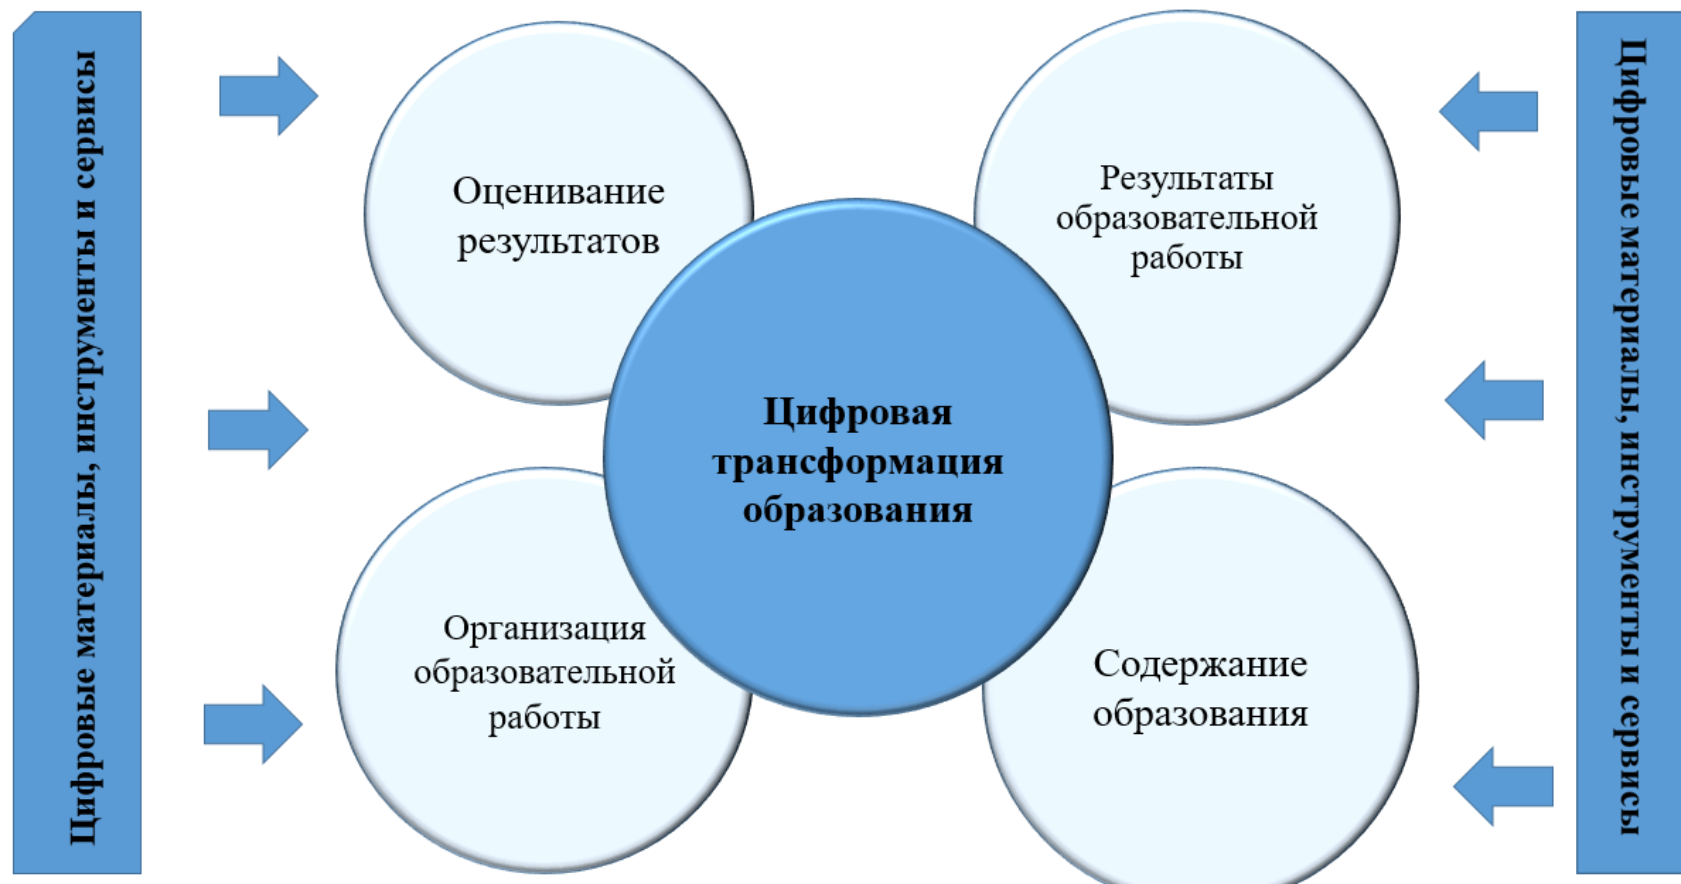 Цифровые материалы, инструменты и сервисы
Оценивание
результатов
Результаты
образовательной
работы
Цифровая
трансформация
образования
Организация
образовательной
работы
Содержание
образования
Цифровые материалы, инструменты и сервисы